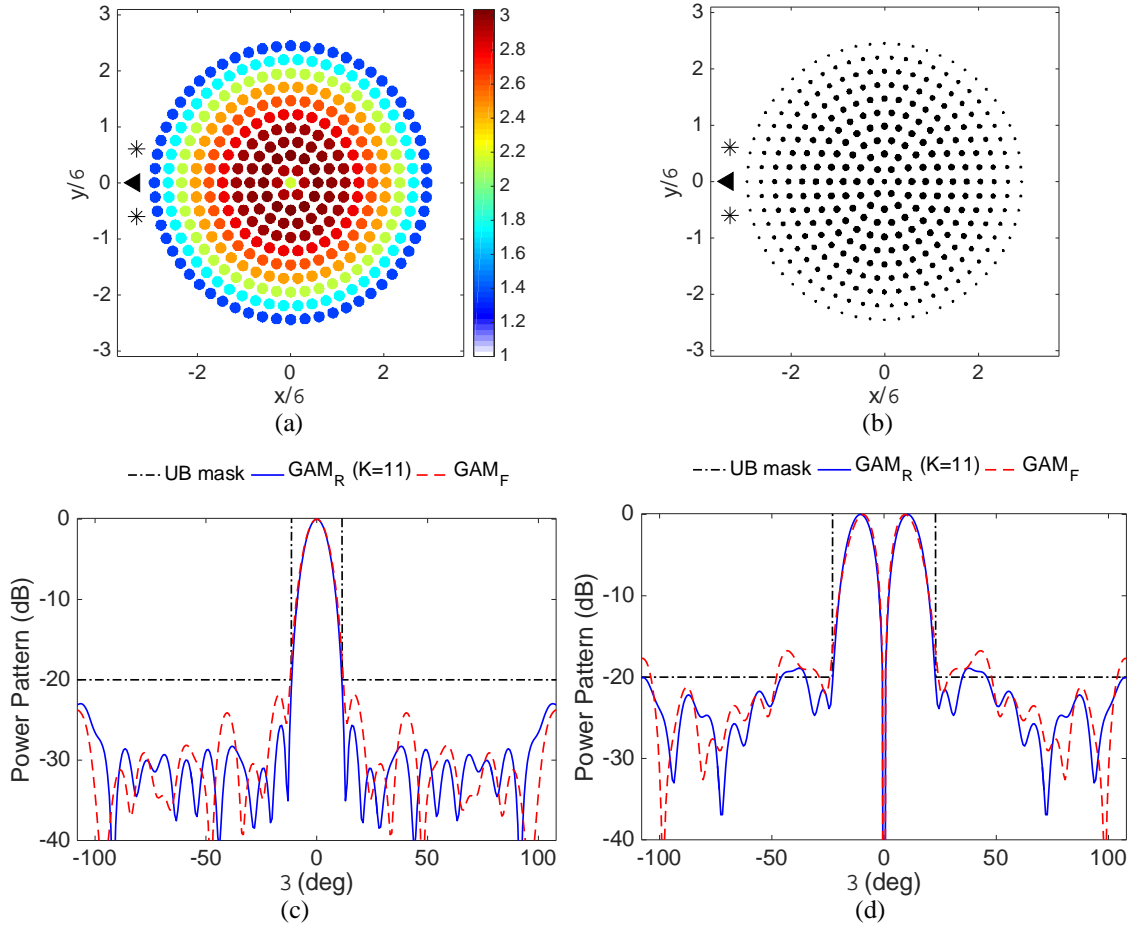 3
2
1
0
-1
-2
-3
y/6
-2
0
2
x/6
3
2.8
2.6
2.4
2.2
2
1.8
1.6
1.4
1.2
1
(a)
3
2
1
0
-1
-2
-3
y/6
-2
0
2
x/6
(b)
UB mask GAM_R (K=11) GAM_F
0
-10
-20
-30
-40
Power Pattern (dB)
-100 -50 0 50 100
3 (deg)
(c)
UB mask GAM_R (K=11) GAM_F
0
-10
-20
-30
-40
Power Pattern (dB)
-100 -50 0 50 100
3 (deg)
(d)